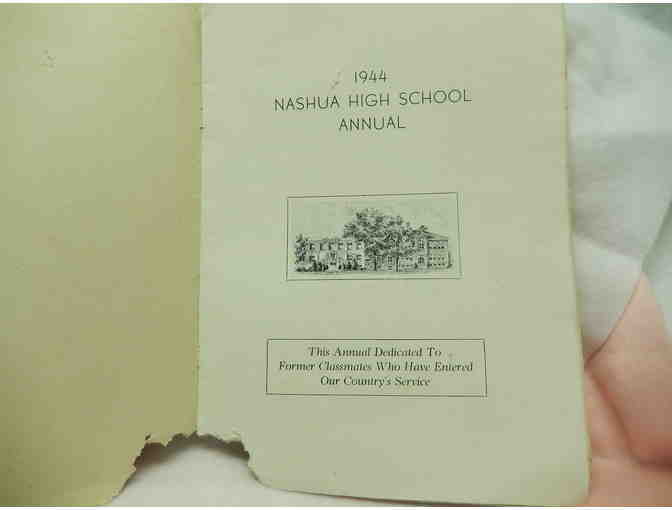 1944
NASHUA HIGH SCHOOL
ANNUAL
This Annual Dedicated To
Former Classmates Who Have Entered
Our Country's Service